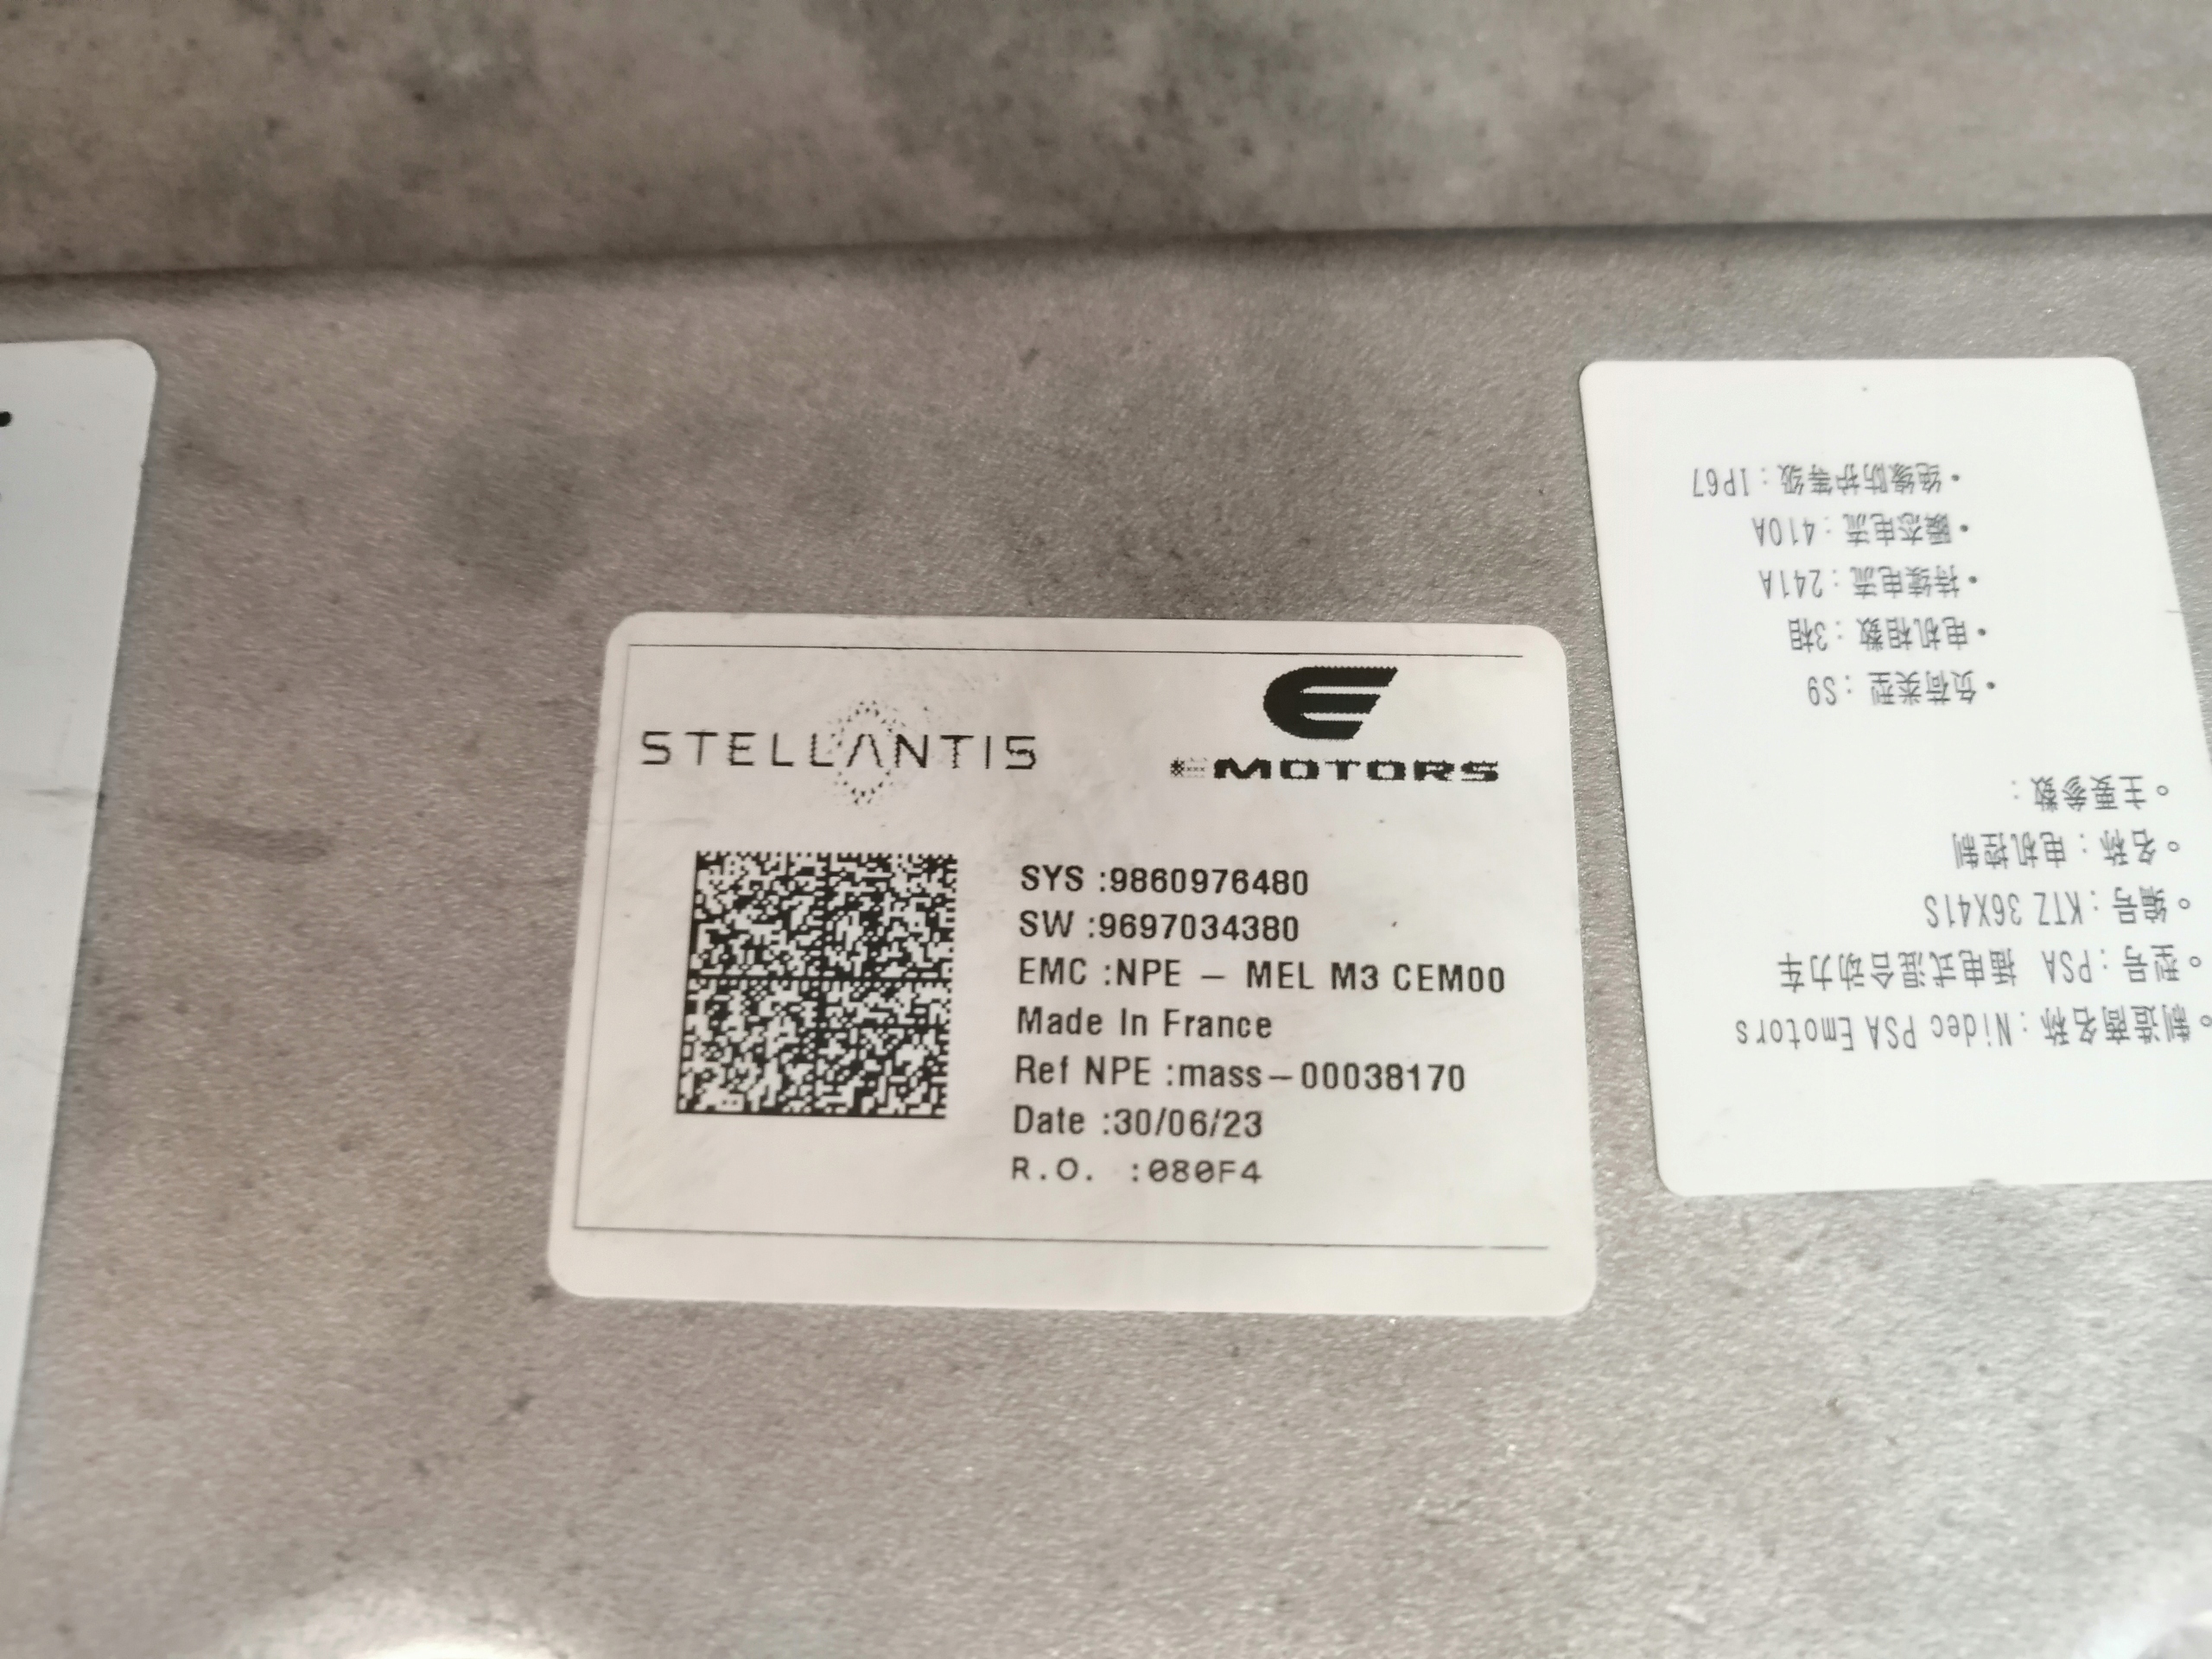 STELLANTIS
EMOTORS
SYS :9860976480
SW :9697034380
EMC :NPE – MEL M3 CEM00
Made In France
Ref NPE :mass–00038170
Date :30/06/23
R.O. :080F4
◦制造商名称：Nidec PSA Emotors
◦型号：PSA 插电式混合动力车
◦编号：KTZ 36X41S
◦名称：电机控制
◦主要参数：
•负荷类型：S9
•电机相数：3相
•持续电流：241A
•瞬态电流：410A
•绝缘防护等级：IP67